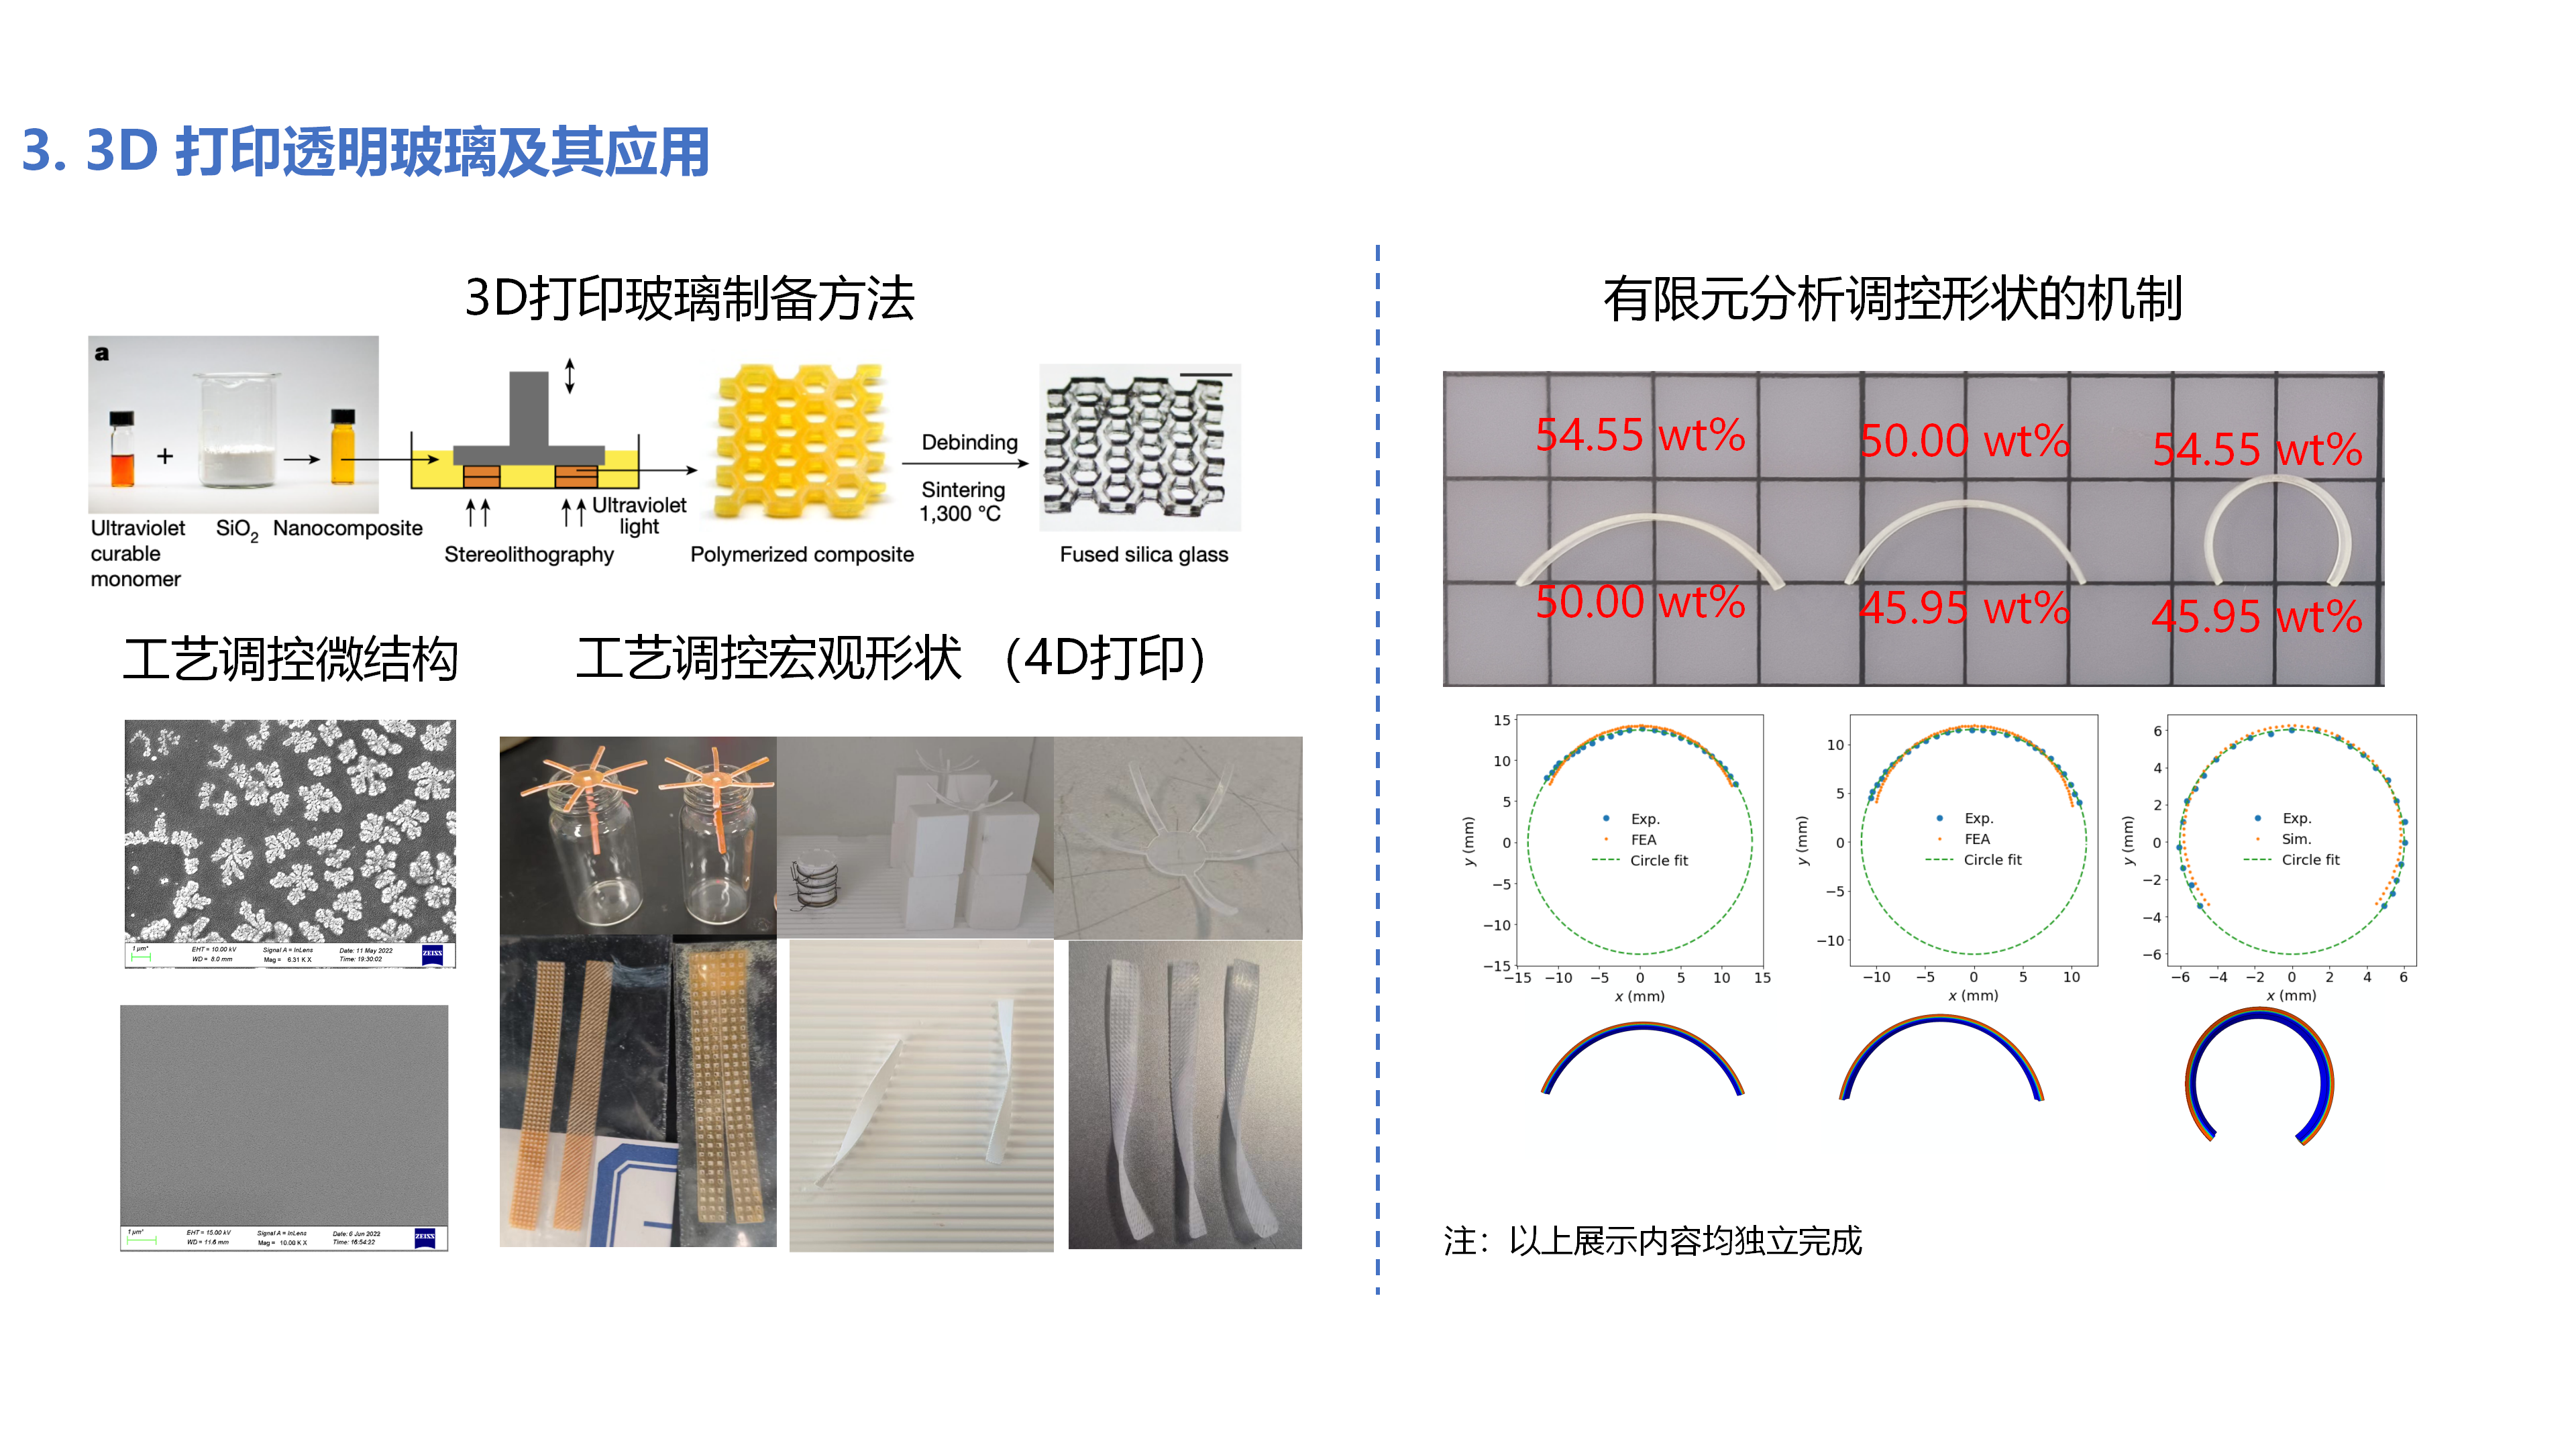 3. 3D 打印透明玻璃及其应用
3D打印玻璃制备方法
a
+
Ultraviolet
curable
monomer
SiO2
Nanocomposite
Ultraviolet
light
Stereolithography
Polymerized composite
Debinding
Sintering
1,300 °C
Fused silica glass
工艺调控微结构
工艺调控宏观形状 （4D打印）
1 μm*
EHT = 10.00 kV
WD = 8.0 mm
Signal A = InLens
Mag = 6.31 K X
Date: 11 May 2022
Time: 19:30:02
ZEISS
1 μm*
EHT = 15.00 kV
WD = 11.6 mm
Signal A = InLens
Mag = 10.00 K X
Date: 6 Jun 2022
Time: 16:54:22
ZEISS
有限元分析调控形状的机制
54.55 wt%
50.00 wt%
54.55 wt%
50.00 wt%
45.95 wt%
45.95 wt%
15
10
5
0
−5
−10
−15
y (mm)
Exp.
FEA
Circle fit
−15 −10 −5 0 5 10 15
x (mm)
10
5
0
−5
−10
y (mm)
Exp.
FEA
Circle fit
−10 −5 0 5 10
x (mm)
6
4
2
0
−2
−4
−6
y (mm)
Exp.
Sim.
Circle fit
−6 −4 −2 0 2 4 6
x (mm)
注：以上展示内容均独立完成